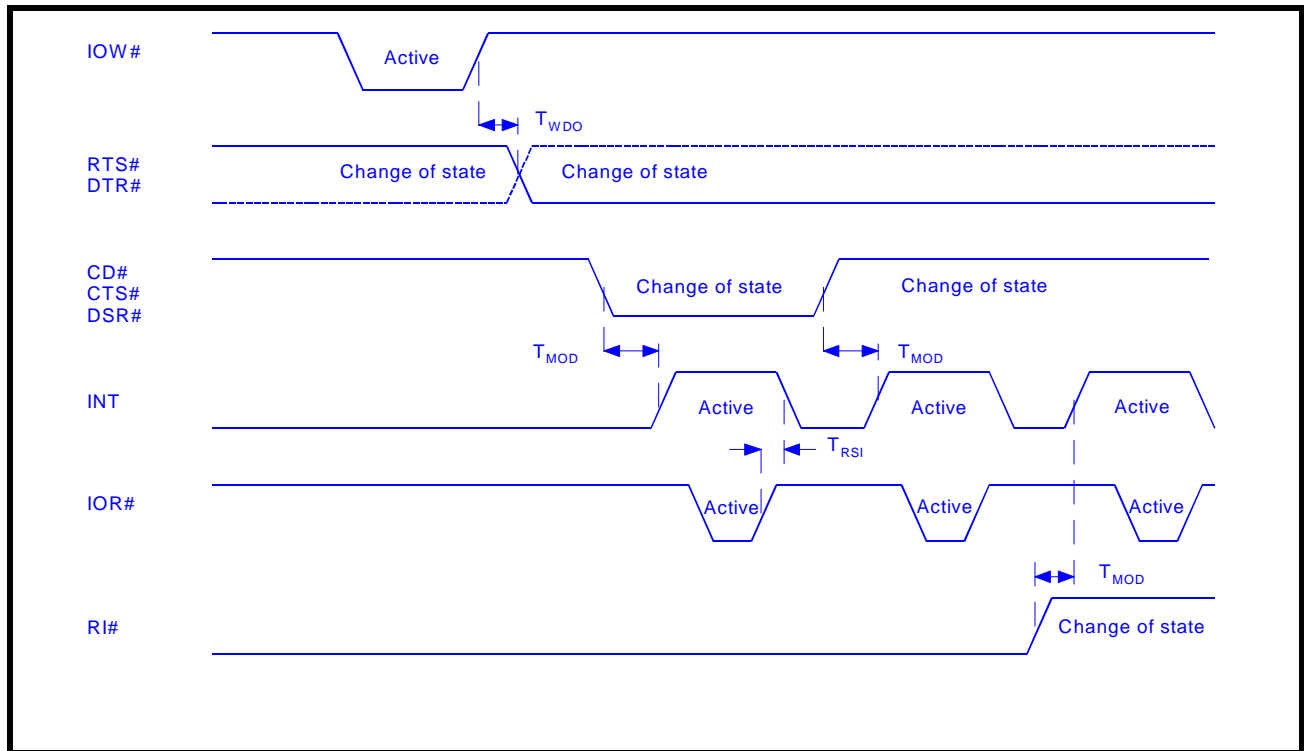 IOW#
Active
TWDO
RTS#
DTR#
Change of state
Change of state
CD#
CTS#
DSR#
Change of state
Change of state
TMOD
TMOD
INT
Active
Active
Active
TRSI
IOR#
Active
Active
Active
TMOD
RI#
Change of state